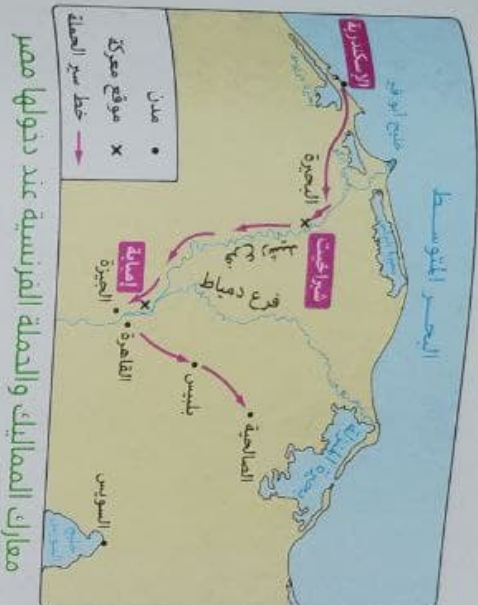 البحر المتوسط
خليج أبو قير
الإسكندرية
البحيرة
شبراخيت
فرع دمياط
إمبابة
الجيزة
القاهرة
بلبيس
الصالحية
السويس
مدن
موقع معركة
خط سير الحملة
معارك المماليك والحملة الفرنسية عند دخولها مصر